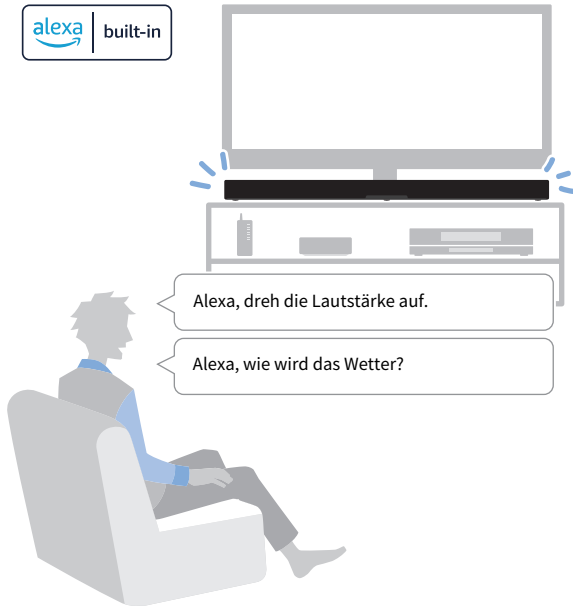 alexa built-in
Alexa, dreh die Lautstärke auf.
Alexa, wie wird das Wetter?